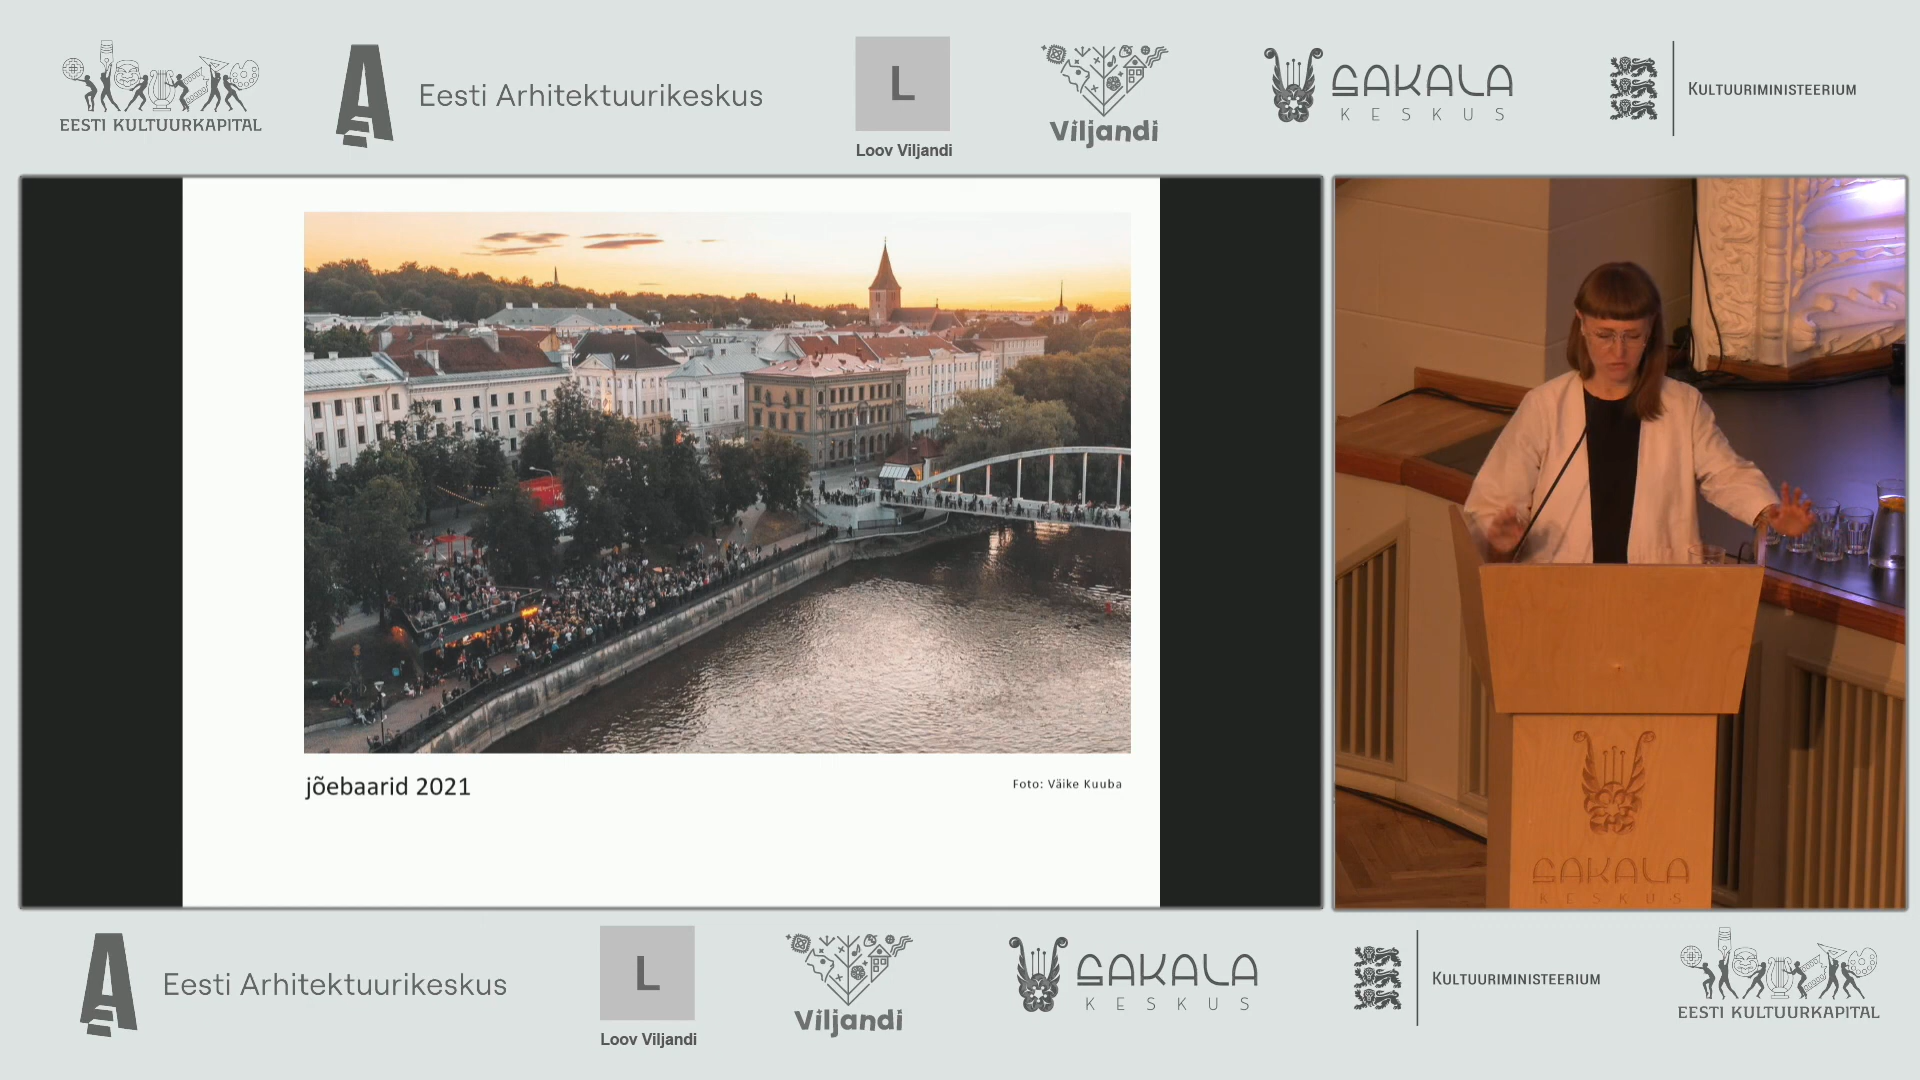 EESTI KULTUURKAPITAL
Eesti Arhitektuurikeskus
L
Loov Viljandi
Viljandi
SAKALA
KESKUS
KULTUURIMINISTEERIUM
jõebaarid 2021
Foto: Väike Kuuba
SAKALA
KESKUS
Eesti Arhitektuurikeskus
L
Loov Viljandi
Viljandi
SAKALA
KESKUS
KULTUURIMINISTEERIUM
EESTI KULTUURKAPITAL